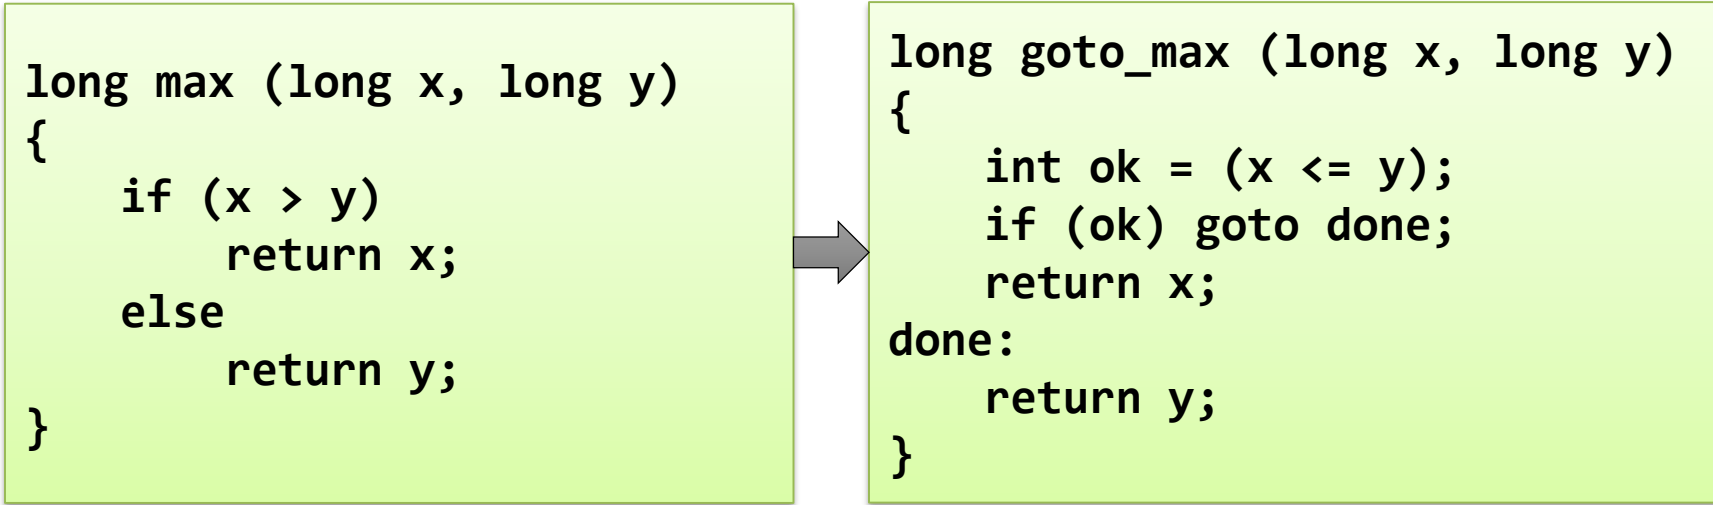 long max (long x, long y)
{
    if (x > y)
        return x;
    else
        return y;
}
long goto_max (long x, long y)
{
    int ok = (x <= y);
    if (ok) goto done;
    return x;
done:
    return y;
}